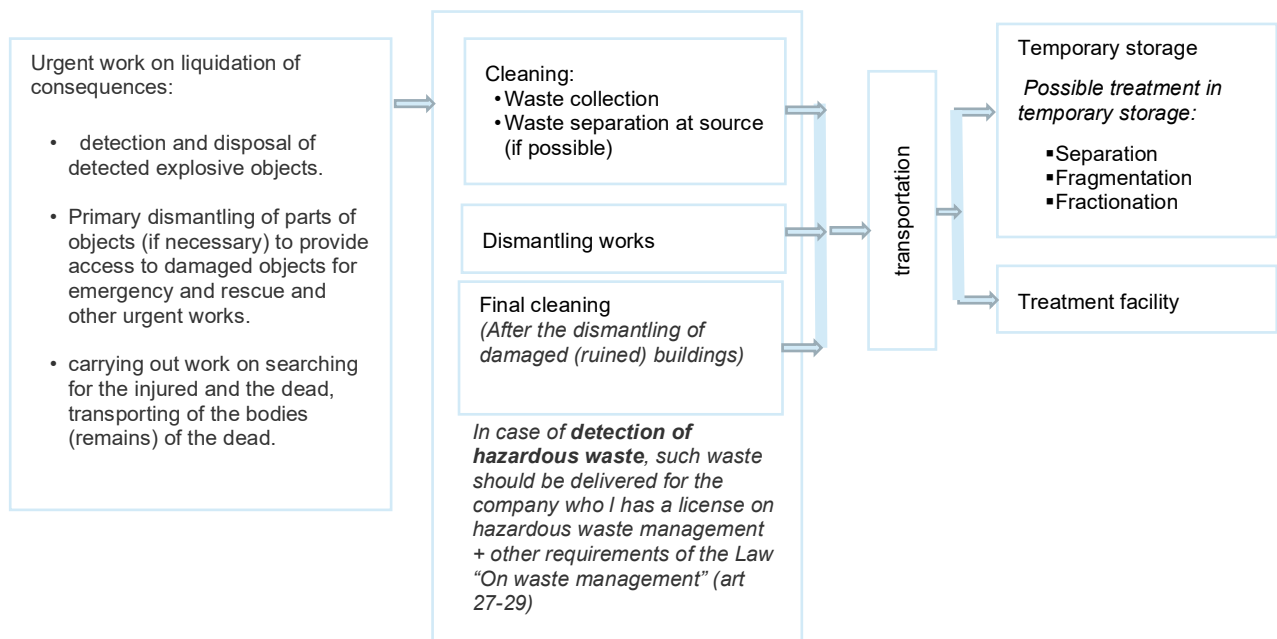 Urgent work on liquidation of
consequences:
• detection and disposal of
detected explosive objects.
• Primary dismantling of parts of
objects (if necessary) to provide
access to damaged objects for
emergency and rescue and
other urgent works.
• carrying out work on searching
for the injured and the dead,
transporting of the bodies
(remains) of the dead.
Cleaning:
• Waste collection
• Waste separation at source
(if possible)
Dismantling works
Final cleaning
(After the dismantling of
damaged (ruined) buildings)
In case of detection of
hazardous waste, such waste
should be delivered for the
company who l has a license on
hazardous waste management
+ other requirements of the Law
“On waste management” (art
27-29)
transportation
Temporary storage
Possible treatment in
temporary storage:
▪Separation
▪Fragmentation
▪Fractionation
Treatment facility